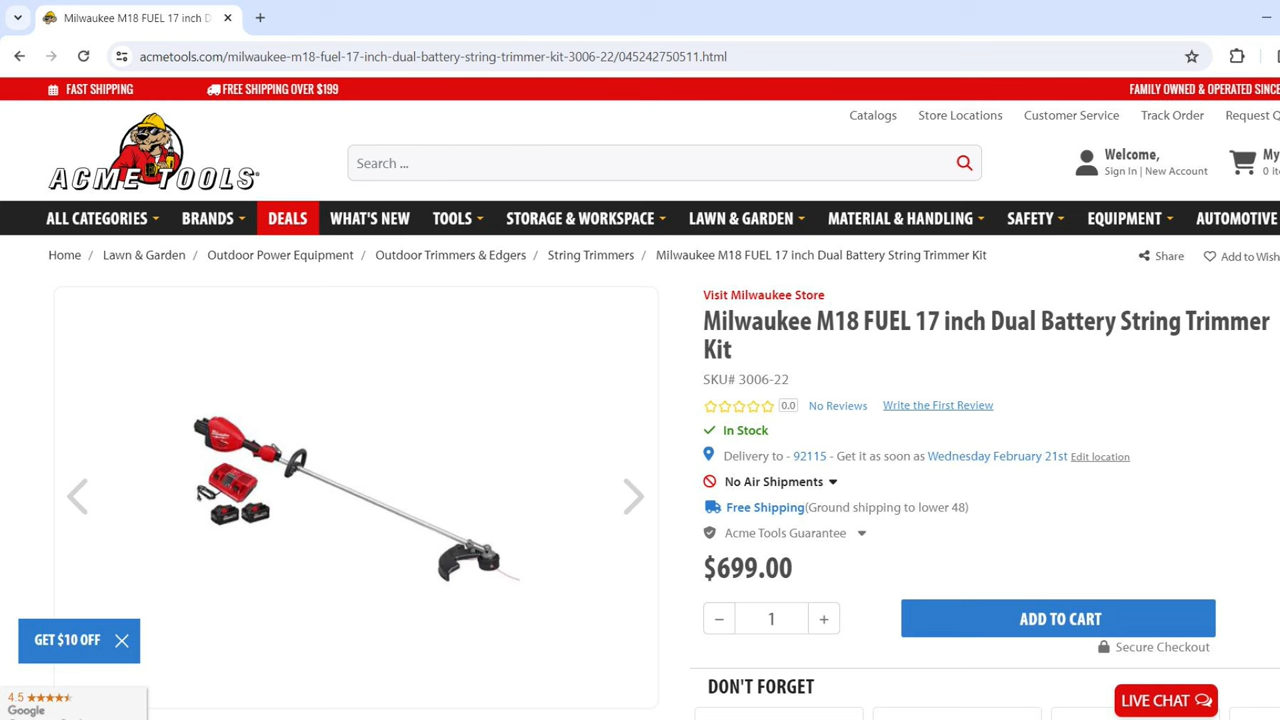 Milwaukee M18 FUEL 17 inch D
acmetools.com/milwaukee-m18-fuel-17-inch-dual-battery-string-trimmer-kit-3006-22/045242750511.html
FAST SHIPPING
FREE SHIPPING OVER $199
FAMILY OWNED & OPERATED SINCE
Catalogs
Store Locations
Customer Service
Track Order
Request Q
ACME TOOLS
Search ...
Welcome,
Sign In | New Account
My
0 ite
ALL CATEGORIES
BRANDS
DEALS
WHAT'S NEW
TOOLS
STORAGE & WORKSPACE
LAWN & GARDEN
MATERIAL & HANDLING
SAFETY
EQUIPMENT
AUTOMOTIVE
Home / Lawn & Garden / Outdoor Power Equipment / Outdoor Trimmers & Edgers / String Trimmers / Milwaukee M18 FUEL 17 inch Dual Battery String Trimmer Kit
Share
Add to Wish
Visit Milwaukee Store
Milwaukee M18 FUEL 17 inch Dual Battery String Trimmer
Kit
SKU# 3006-22
0.0 No Reviews Write the First Review
In Stock
Delivery to - 92115 - Get it as soon as Wednesday February 21st Edit location
No Air Shipments
Free Shipping(Ground shipping to lower 48)
Acme Tools Guarantee
$699.00
− 1 +
ADD TO CART
Secure Checkout
GET $10 OFF
4.5
Google
DON'T FORGET
LIVE CHAT